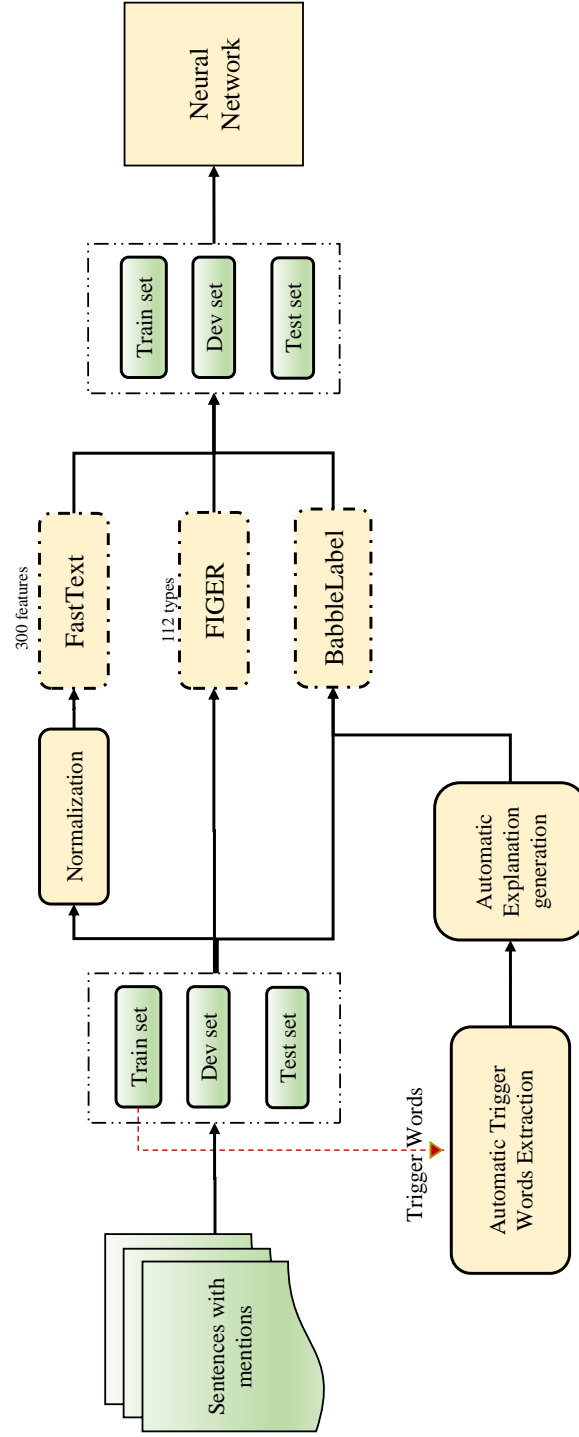 Sentences with
mentions
Train set
Dev set
Test set
Trigger Words
Automatic Trigger
Words Extraction
Automatic
Explanation
generation
Normalization
300 features
FastText
112 types
FIGER
BabbleLabel
Train set
Dev set
Test set
Neural
Network